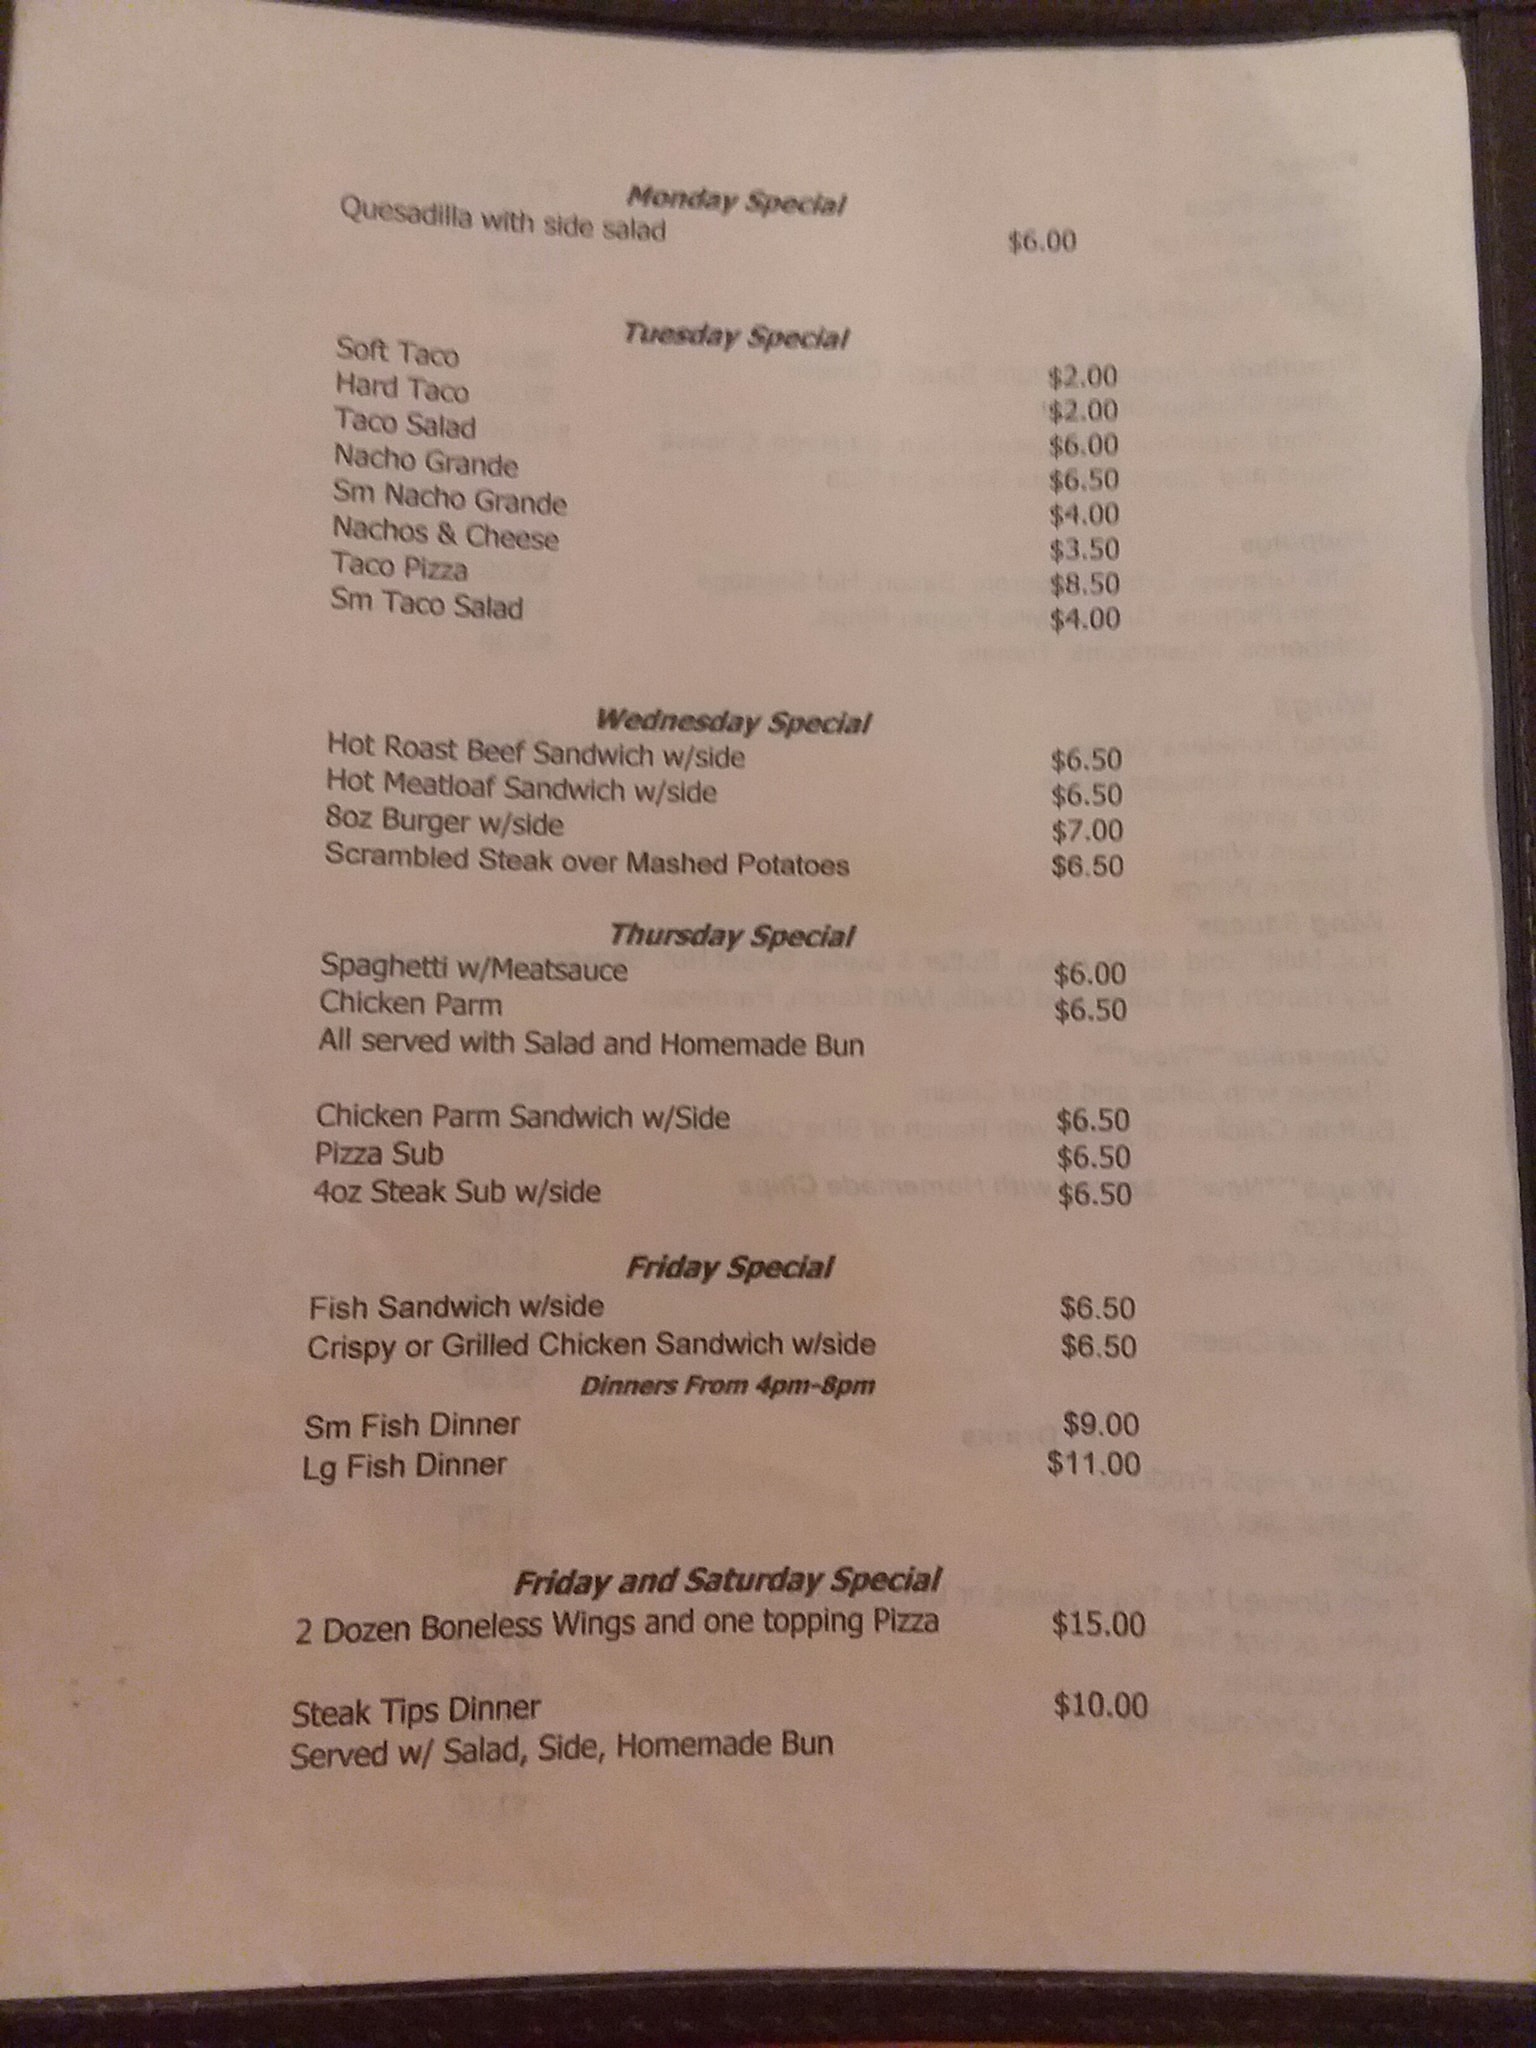 Monday Special
Quesadilla with side salad $6.00
Tuesday Special
Soft Taco $2.00
Hard Taco $2.00
Taco Salad $6.00
Nacho Grande $6.50
Sm Nacho Grande $4.00
Nachos & Cheese $3.50
Taco Pizza $8.50
Sm Taco Salad $4.00
Wednesday Special
Hot Roast Beef Sandwich w/side $6.50
Hot Meatloaf Sandwich w/side $6.50
8oz Burger w/side $7.00
Scrambled Steak over Mashed Potatoes $6.50
Thursday Special
Spaghetti w/Meatsauce $6.00
Chicken Parm $6.50
All served with Salad and Homemade Bun
Chicken Parm Sandwich w/Side $6.50
Pizza Sub $6.50
4oz Steak Sub w/side $6.50
Friday Special
Fish Sandwich w/side $6.50
Crispy or Grilled Chicken Sandwich w/side $6.50
Dinners From 4pm-8pm
Sm Fish Dinner $9.00
Lg Fish Dinner $11.00
Friday and Saturday Special
2 Dozen Boneless Wings and one topping Pizza $15.00
Steak Tips Dinner $10.00
Served w/ Salad, Side, Homemade Bun